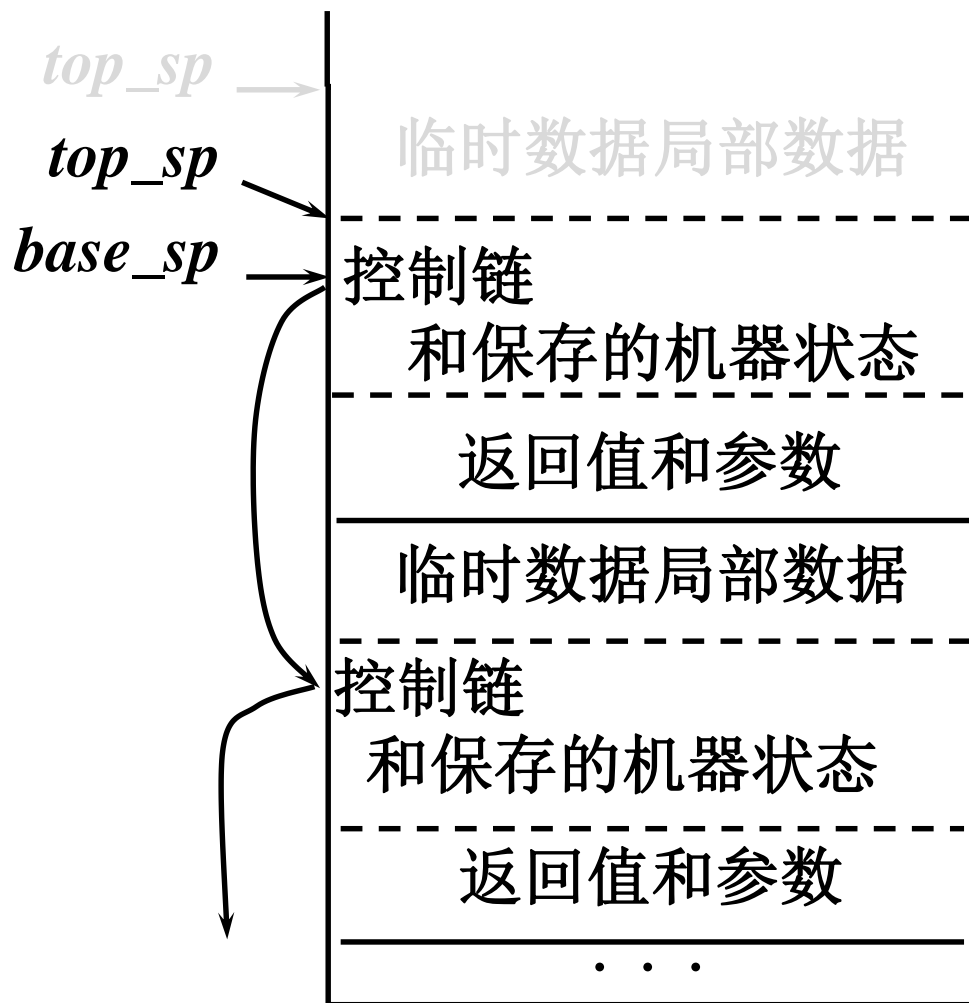 top_sp
临时数据局部数据
top_sp
base_sp
控制链
和保存的机器状态
返回值和参数
临时数据局部数据
控制链
和保存的机器状态
返回值和参数
. . .